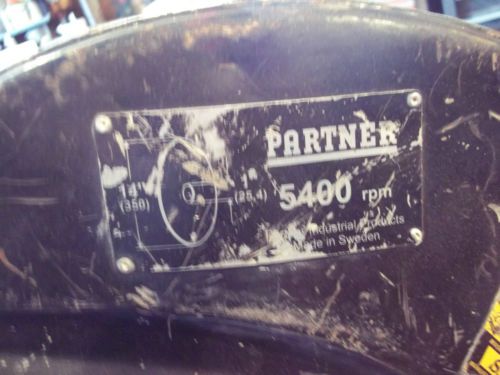 PARTNER
14"
(350)
(25,4)
5400 rpm
Industrial Products
Made in Sweden